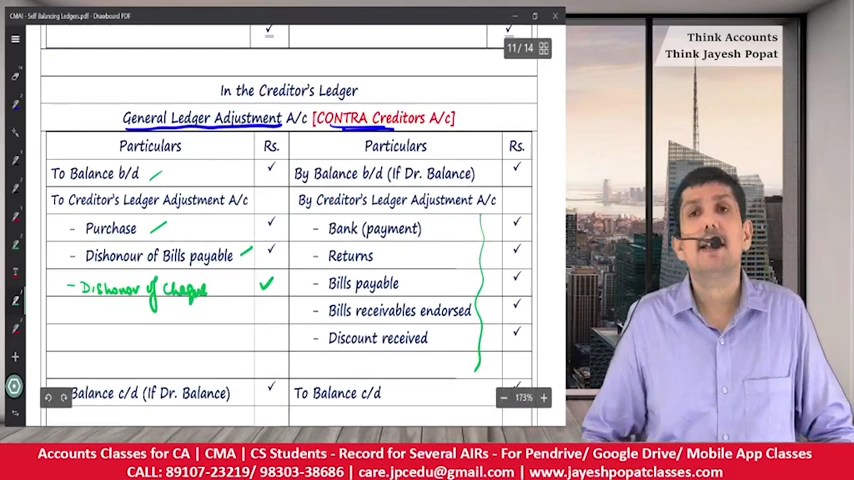 CMAI - Self Balancing Ledgers.pdf - Drawboard PDF
11/14
Think Accounts
Think Jayesh Popat
In the Creditor's Ledger
General Ledger Adjustment A/c [CONTRA Creditors A/c]
Particulars Rs. Particulars Rs.
To Balance b/d ✓ By Balance b/d (If Dr. Balance) ✓
To Creditor's Ledger Adjustment A/c By Creditor's Ledger Adjustment A/c
- Purchase ✓ - Bank (payment) ✓
- Dishonour of Bills payable ✓ - Returns ✓
- Dishonor of Cheque ✓ - Bills payable ✓
- Bills receivables endorsed ✓
- Discount received ✓
Balance c/d (If Dr. Balance) ✓ To Balance c/d
173%
Accounts Classes for CA | CMA | CS Students - Record for Several AIRs - For Pendrive/ Google Drive/ Mobile App Classes
CALL: 89107-23219/ 98303-38686 | care.jpcedu@gmail.com | www.jayeshpopatclasses.com